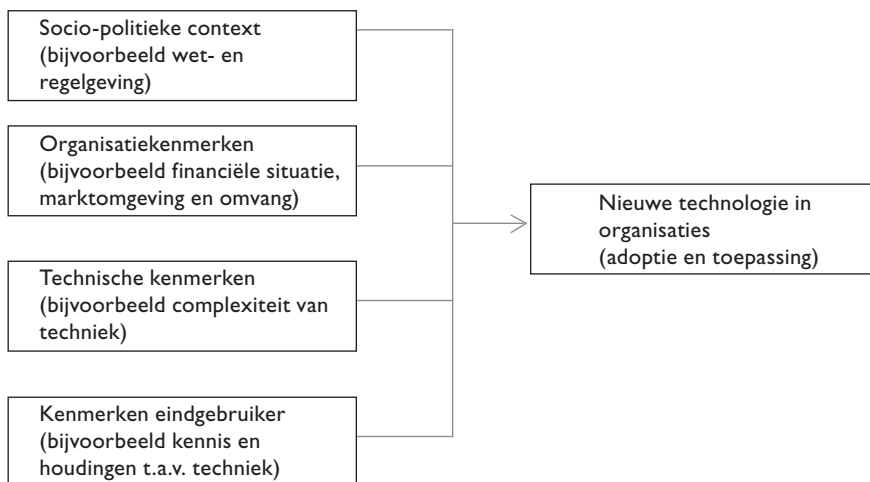 Socio-politieke context
(bijvoorbeeld wet- en
regelgeving)
Organisatiekenmerken
(bijvoorbeeld financiële situatie,
marktomgeving en omvang)
Nieuwe technologie in
organisaties
(adoptie en toepassing)
Technische kenmerken
(bijvoorbeeld complexiteit van
techniek)
Kenmerken eindgebruiker
(bijvoorbeeld kennis en
houdingen t.a.v. techniek)